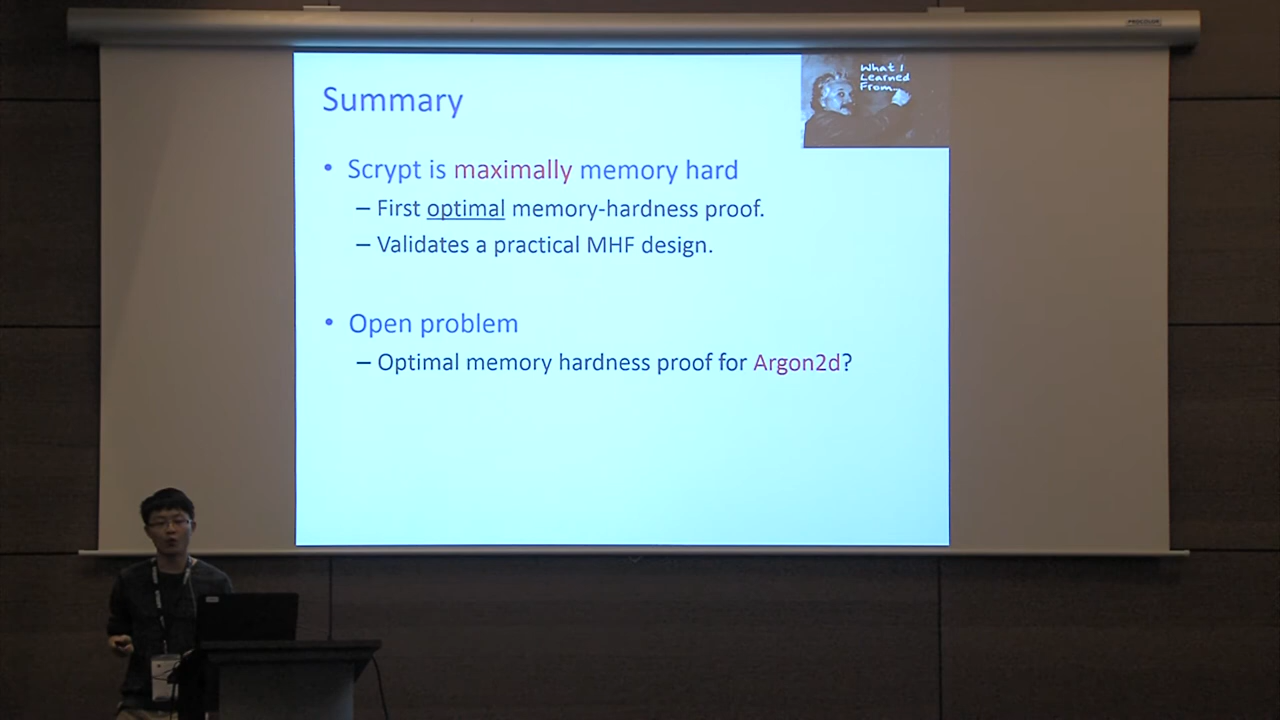 PROCOLOR
What I
Learned
From...
Summary
• Scrypt is maximally memory hard
– First optimal memory-hardness proof.
– Validates a practical MHF design.
• Open problem
– Optimal memory hardness proof for Argon2d?